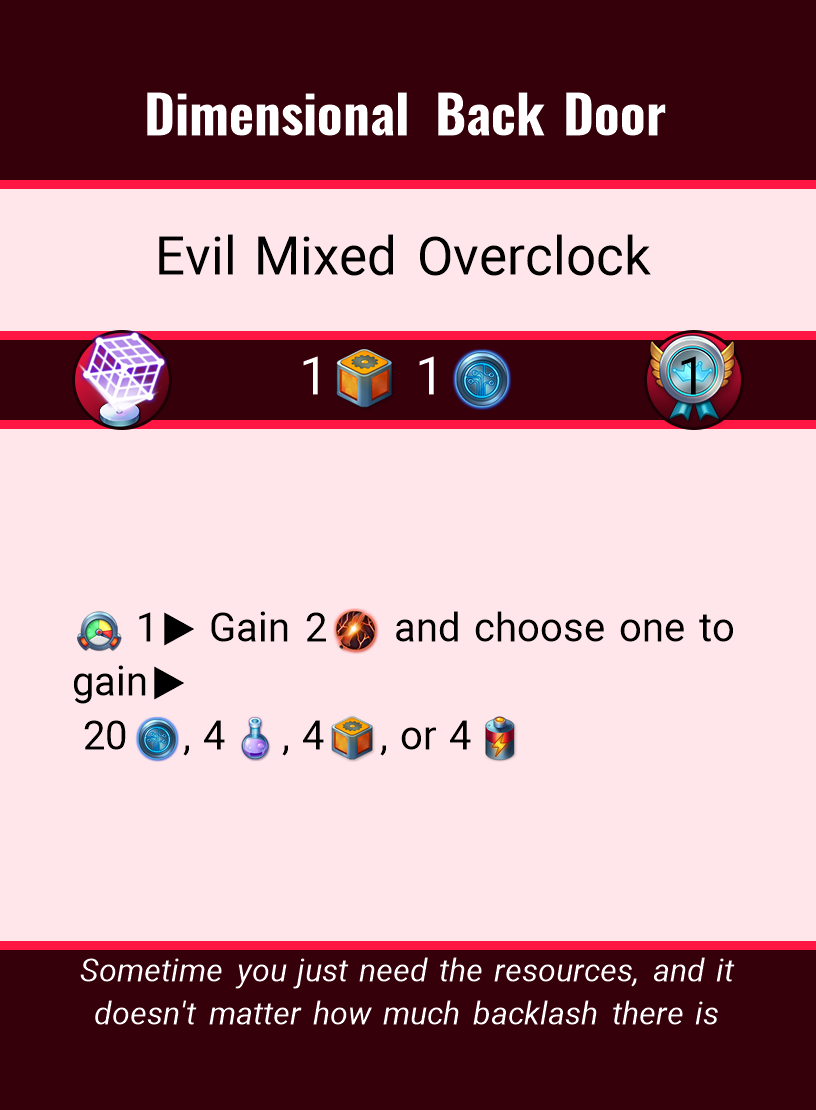 Dimensional Back Door
Evil Mixed Overclock
1 1 1
1▶ Gain 2 and choose one to
gain▶
20 , 4 , 4 , or 4
Sometime you just need the resources, and it
doesn't matter how much backlash there is